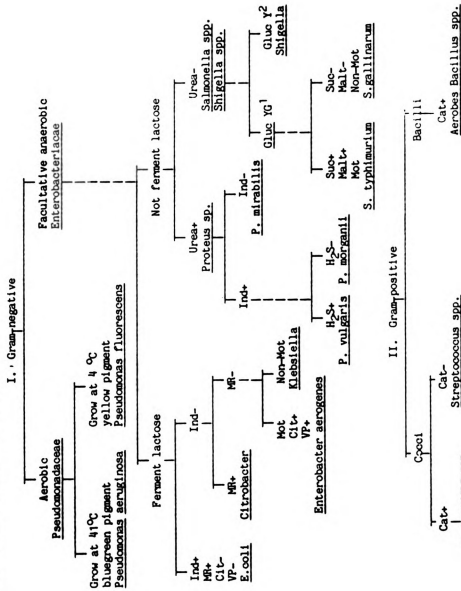 I. Gram-negative
Aerobic
Pseudomonadaceae
Facultative anaerobic
Enterobacteriacae
Grow at 41°C
bluegreen pigment
Pseudomonas aeruginosa
Grow at 4 °C
yellow pigment
Pseudomonas fluorescens
Ferment lactose
Not ferment lactose
Ind+
MR+
Cit-
VP-
E.coli
Ind-
MR+
Citrobacter
MR-
Mot
Cit+
VP+
Enterobacter aerogenes
Non-Mot
Klebsiella
Urea+
Proteus sp.
Urea-
Salmonella spp.
Shigella spp.
Ind+
Ind-
P. mirabilis
H2S+
P. vulgaris
H2S-
P. morganii
Gluc YG1
Gluc Y2
Shigella
Suc+
Malt+
Mot
S. typhimurium
Suc-
Malt-
Non-Mot
S.gallinarum
II. Gram-positive
Cocci
Bacilli
Cat+
Cat-
Streptococcus spp.
Cat+
Aerobes Bacillus spp.